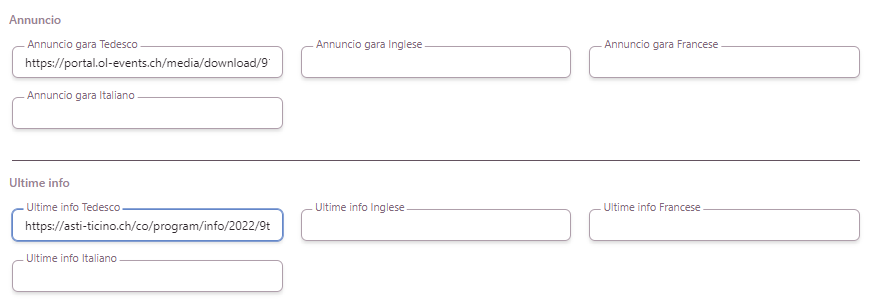 Annuncio
Annuncio gara Tedesco
Annuncio gara Inglese
Annuncio gara Francese
https://portal.ol-events.ch/media/download/9
Annuncio gara Italiano
Ultime info
Ultime info Tedesco
Ultime info Inglese
Ultime info Francese
https://asti-ticino.ch/co/program/info/2022/9t
Ultime info Italiano